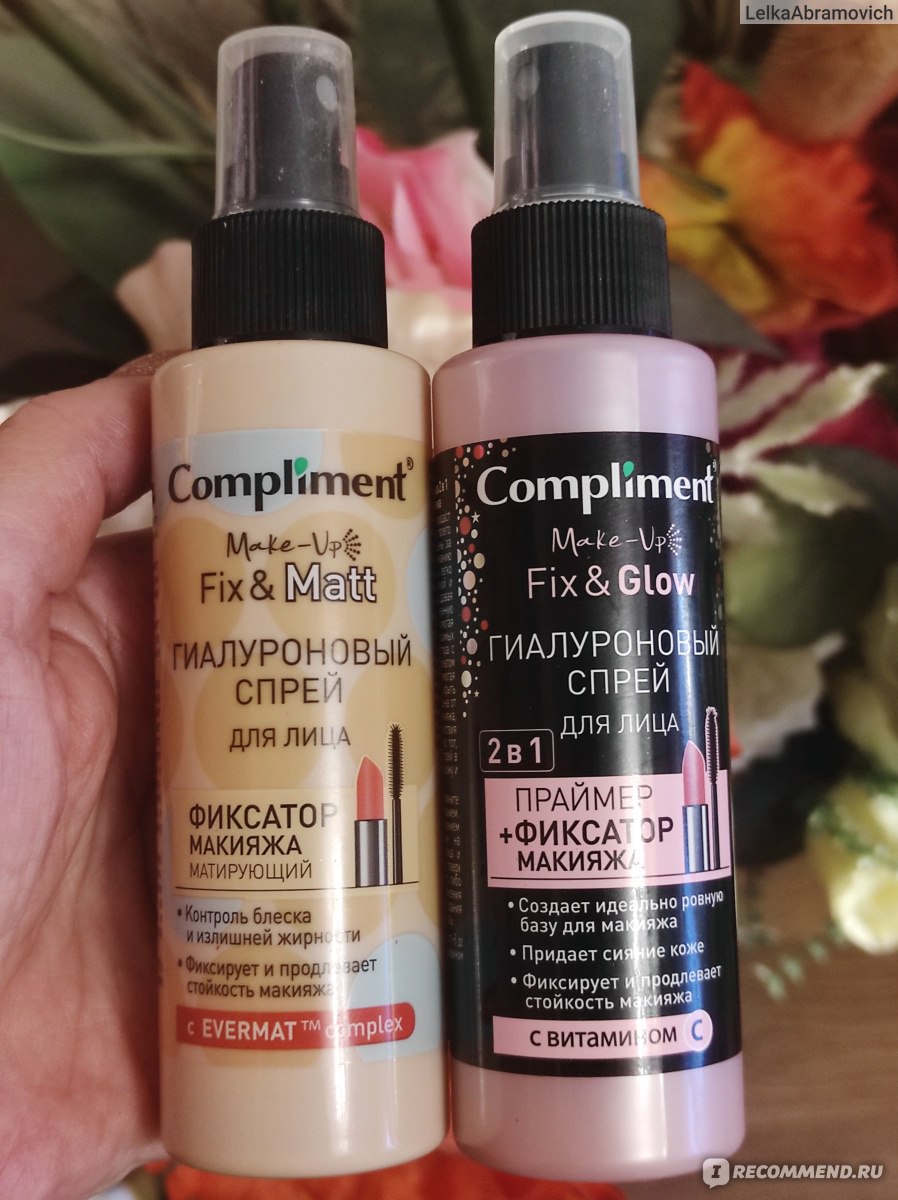 LelkaAbramovich
Compliment®
Make-Up
Fix & Matt
ГИАЛУРОНОВЫЙ
СПРЕЙ
ДЛЯ ЛИЦА
ФИКСАТОР
МАКИЯЖА
МАТИРУЮЩИЙ
• Контроль блеска
и излишней жирности
• Фиксирует и продлевает
стойкость макияжа
с EVERMAT™ complex
Compliment®
Make-Up
Fix & Glow
ГИАЛУРОНОВЫЙ
СПРЕЙ
ДЛЯ ЛИЦА
2 в 1
ПРАЙМЕР
+ФИКСАТОР
МАКИЯЖА
• Создает идеально ровную
базу для макияжа
• Придает сияние коже
• Фиксирует и продлевает
стойкость макияжа
с витамином C
I RECOMMEND.RU